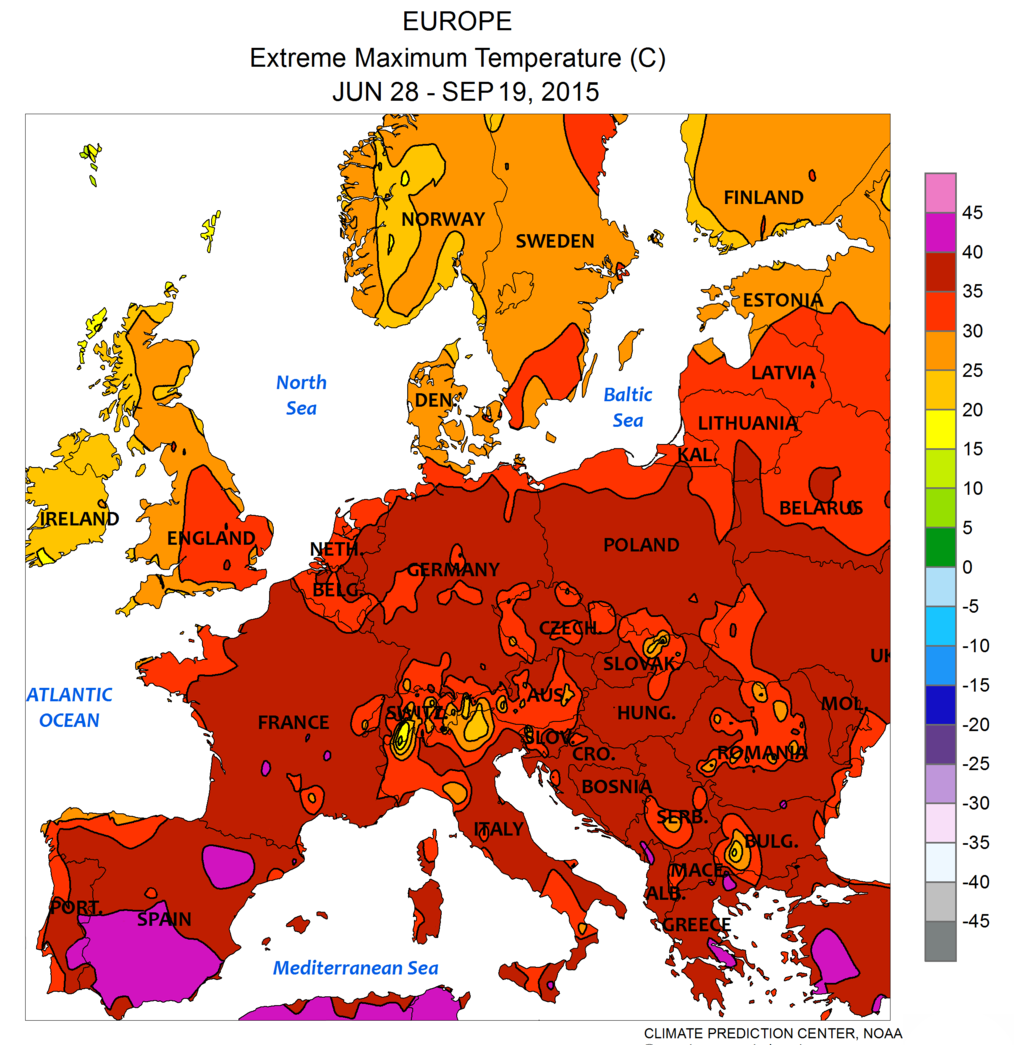 EUROPE
Extreme Maximum Temperature (C)
JUN 28 - SEP 19, 2015
NORWAY
FINLAND
SWEDEN
ESTONIA
North
Sea
Baltic
Sea
DEN.
LATVIA
LITHUANIA
KAL.
BELARUS
IRELAND
ENGLAND
NETH.
BELG.
GERMANY
POLAND
CZECH.
SLOVAK.
UK
ATLANTIC
OCEAN
FRANCE
SWITZ.
AUS.
HUNG.
MOL.
SLOV.
CRO.
ROMANIA
BOSNIA
ITALY
SERB.
BULG.
MACE.
ALB.
PORT.
SPAIN
GREECE
Mediterranean Sea
45
40
35
30
25
20
15
10
5
0
-5
-10
-15
-20
-25
-30
-35
-40
-45
CLIMATE PREDICTION CENTER, NOAA